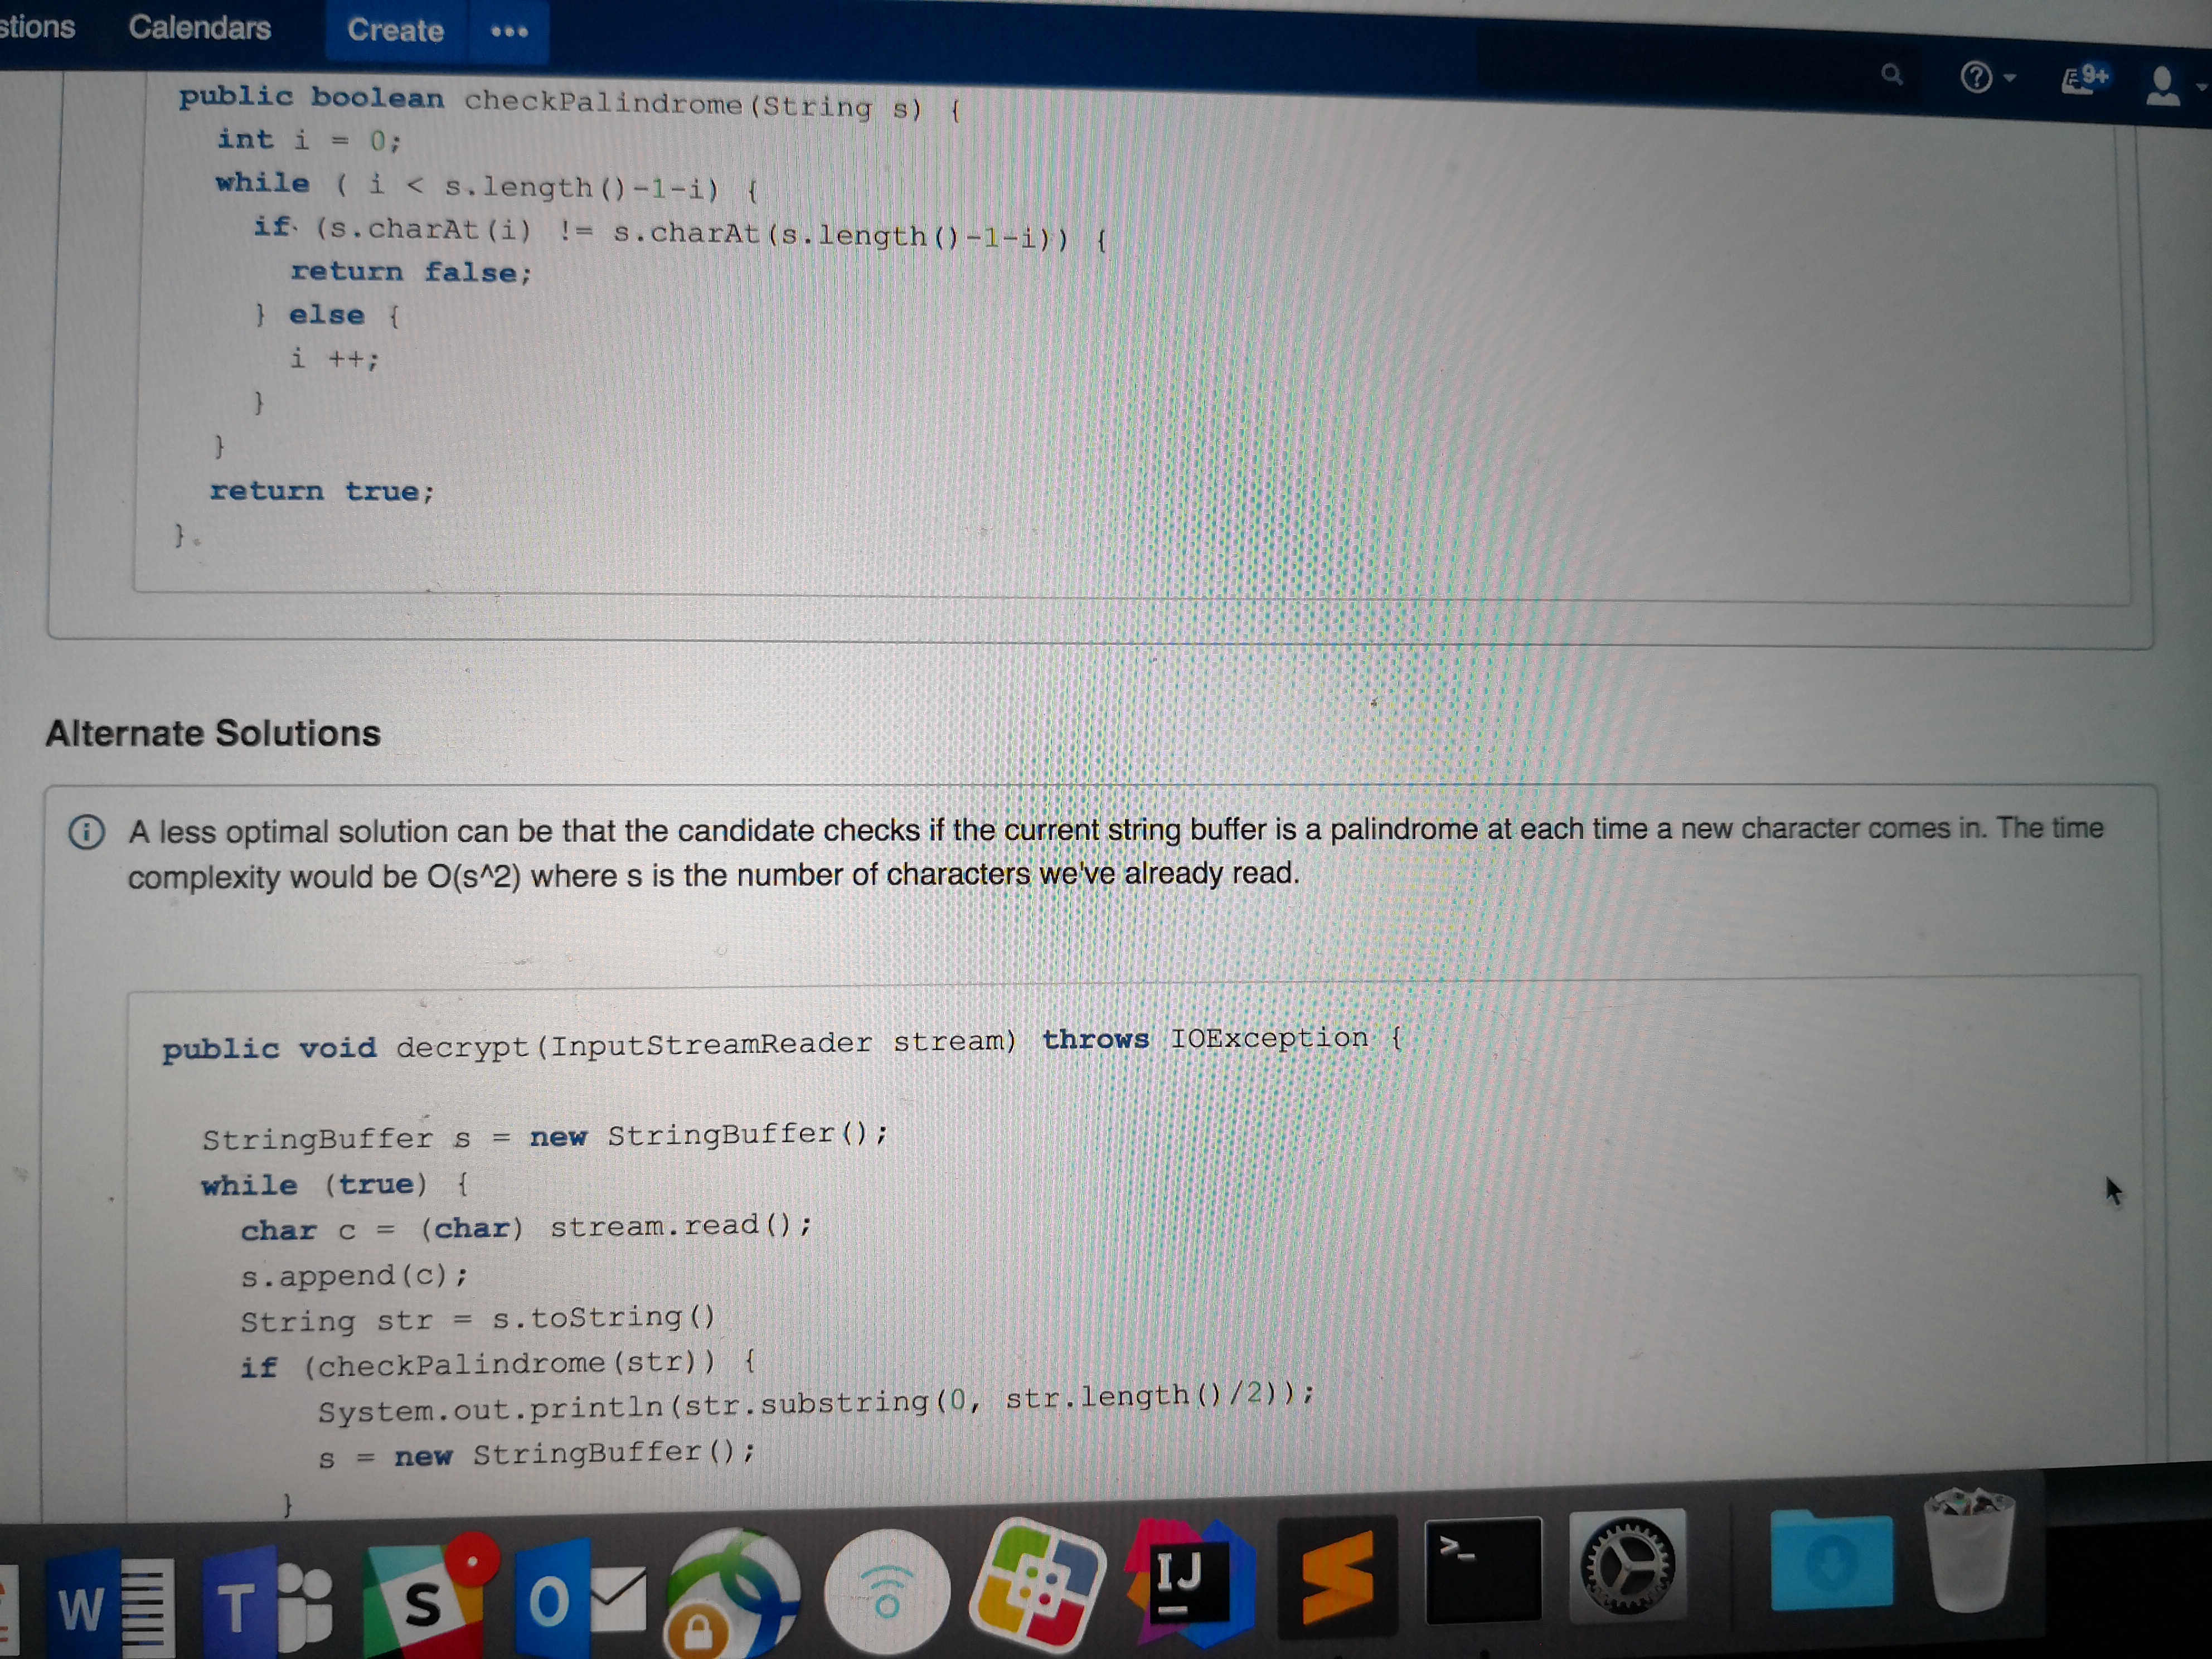 stions Calendars Create •••
9+
public boolean checkPalindrome(String s) {
int i = 0;
while ( i < s.length()-1-i) {
if (s.charAt(i) != s.charAt(s.length()-1-i)) {
return false;
} else {
i ++;
}
}
return true;
}
Alternate Solutions
A less optimal solution can be that the candidate checks if the current string buffer is a palindrome at each time a new character comes in. The time
complexity would be O(s^2) where s is the number of characters we've already read.
public void decrypt(InputStreamReader stream) throws IOException {
StringBuffer s = new StringBuffer();
while (true) {
char c = (char) stream.read();
s.append(c);
String str = s.toString()
if (checkPalindrome(str)) {
System.out.println(str.substring(0, str.length()/2));
s = new StringBuffer();
}
W T S O IJ >_